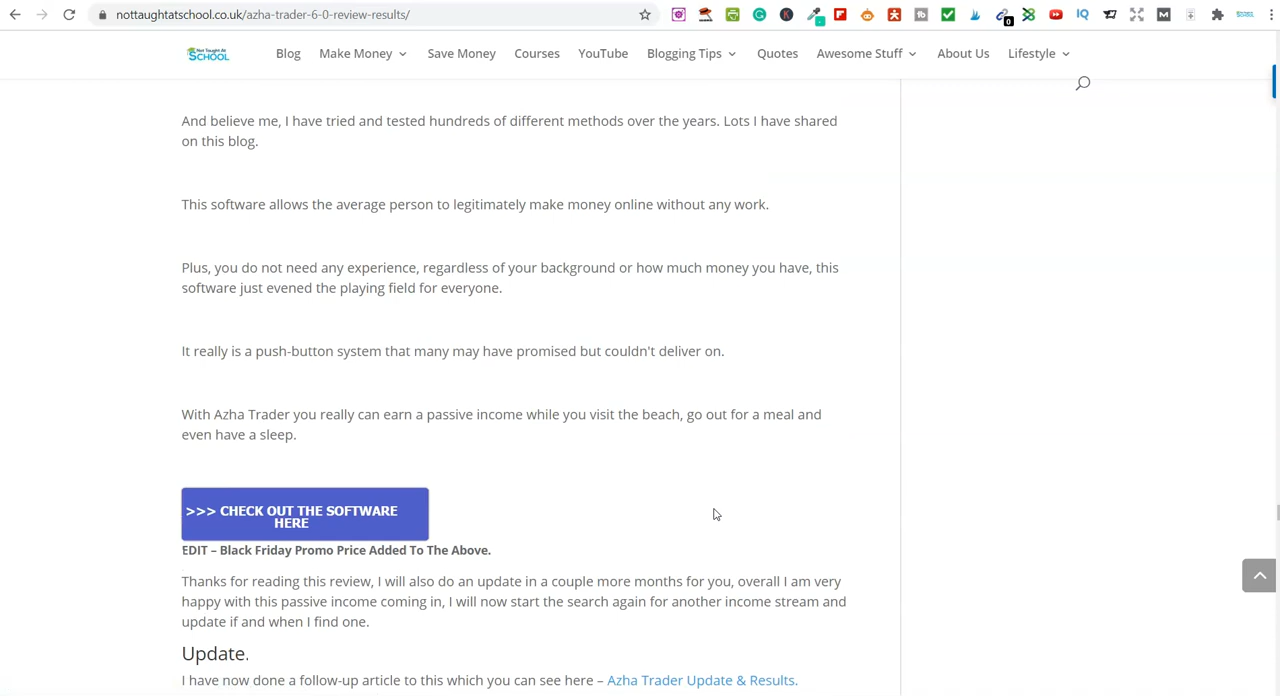 nottaughtatschool.co.uk/azha-trader-6-0-review-results/
Not Taught At
SCHOOL
Blog Make Money Save Money Courses YouTube Blogging Tips Quotes Awesome Stuff About Us Lifestyle
And believe me, I have tried and tested hundreds of different methods over the years. Lots I have shared
on this blog.
This software allows the average person to legitimately make money online without any work.
Plus, you do not need any experience, regardless of your background or how much money you have, this
software just evened the playing field for everyone.
It really is a push-button system that many may have promised but couldn't deliver on.
With Azha Trader you really can earn a passive income while you visit the beach, go out for a meal and
even have a sleep.
>>> CHECK OUT THE SOFTWARE
HERE
EDIT – Black Friday Promo Price Added To The Above.
Thanks for reading this review, I will also do an update in a couple more months for you, overall I am very
happy with this passive income coming in, I will now start the search again for another income stream and
update if and when I find one.
Update.
I have now done a follow-up article to this which you can see here – Azha Trader Update & Results.